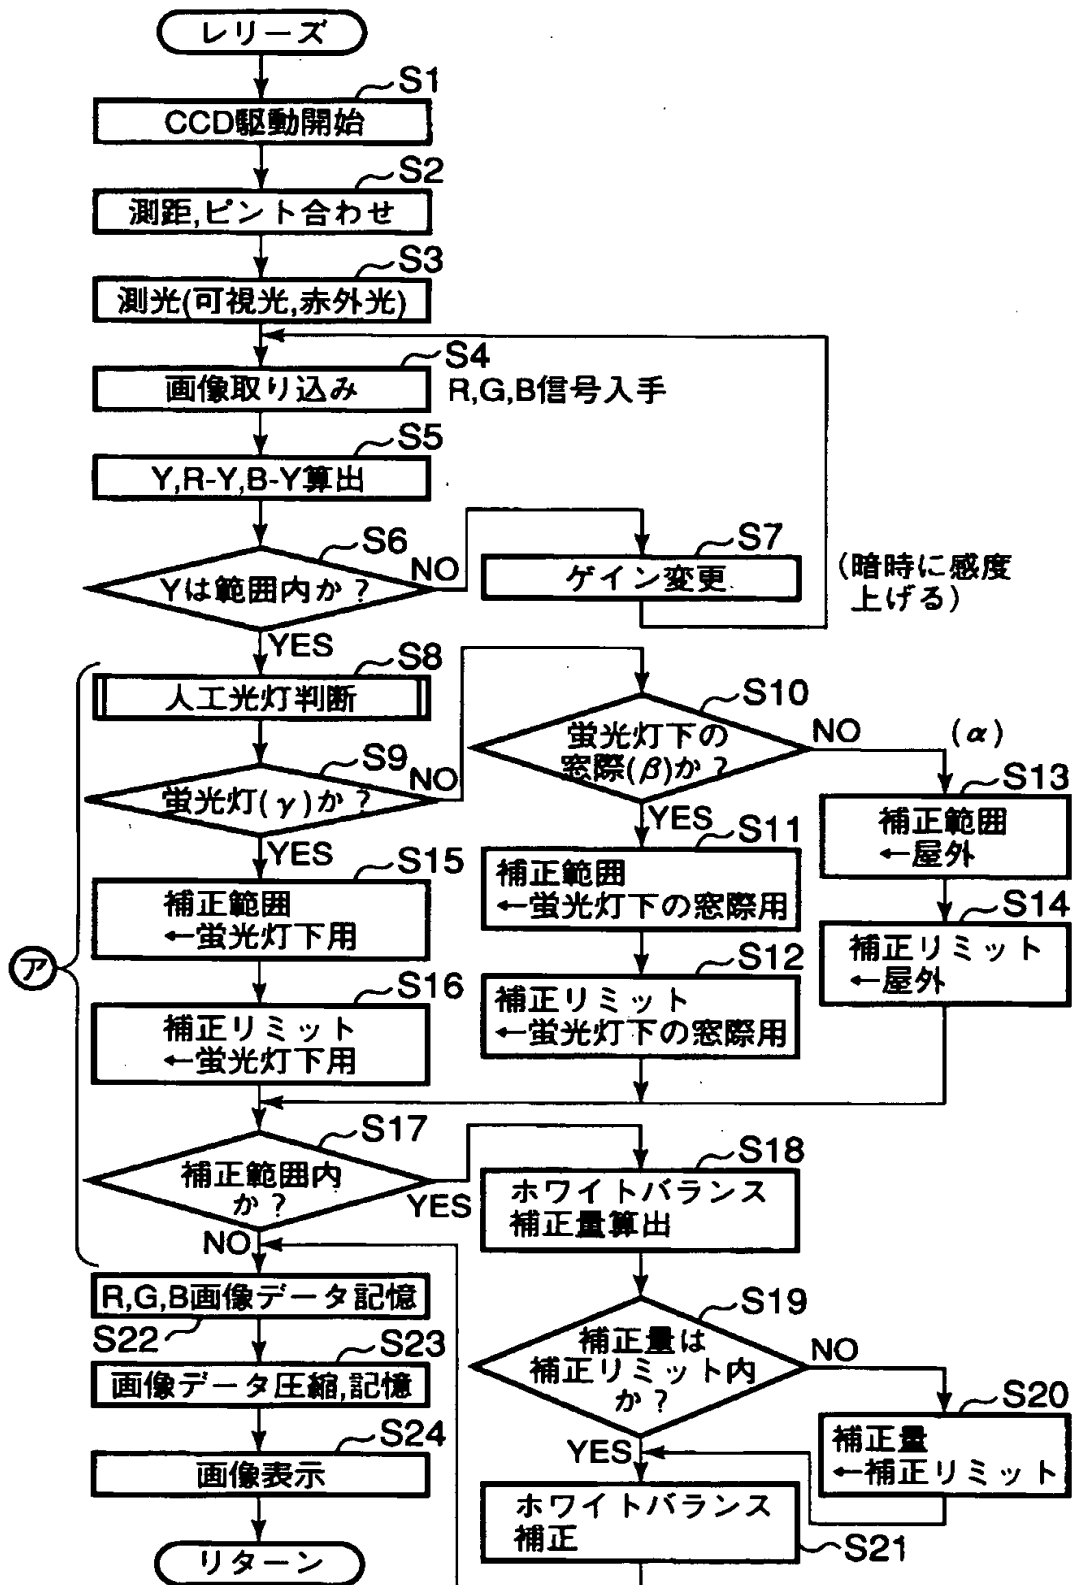 レリーズ
S1
CCD駆動開始
S2
測距,ピント合わせ
S3
測光(可視光,赤外光)
S4
画像取り込み
R,G,B信号入手
S5
Y,R-Y,B-Y算出
S6
Yは範囲内か?
NO
S7
ゲイン変更
(暗時に感度
上げる)
YES
S8
人工光灯判断
S9
蛍光灯(γ)か?
NO
S10
蛍光灯下の
窓際(β)か?
NO
(α)
S13
補正範囲
←屋外
S14
補正リミット
←屋外
YES
S11
補正範囲
←蛍光灯下の窓際用
S12
補正リミット
←蛍光灯下の窓際用
YES
S15
補正範囲
←蛍光灯下用
S16
補正リミット
←蛍光灯下用
ア
S17
補正範囲内
か?
YES
NO
S18
ホワイトバランス
補正量算出
S19
補正量は
補正リミット内
か?
NO
S20
補正量
←補正リミット
YES
ホワイトバランス
補正
S21
R,G,B画像データ記憶
S22
S23
画像データ圧縮,記憶
S24
画像表示
リターン